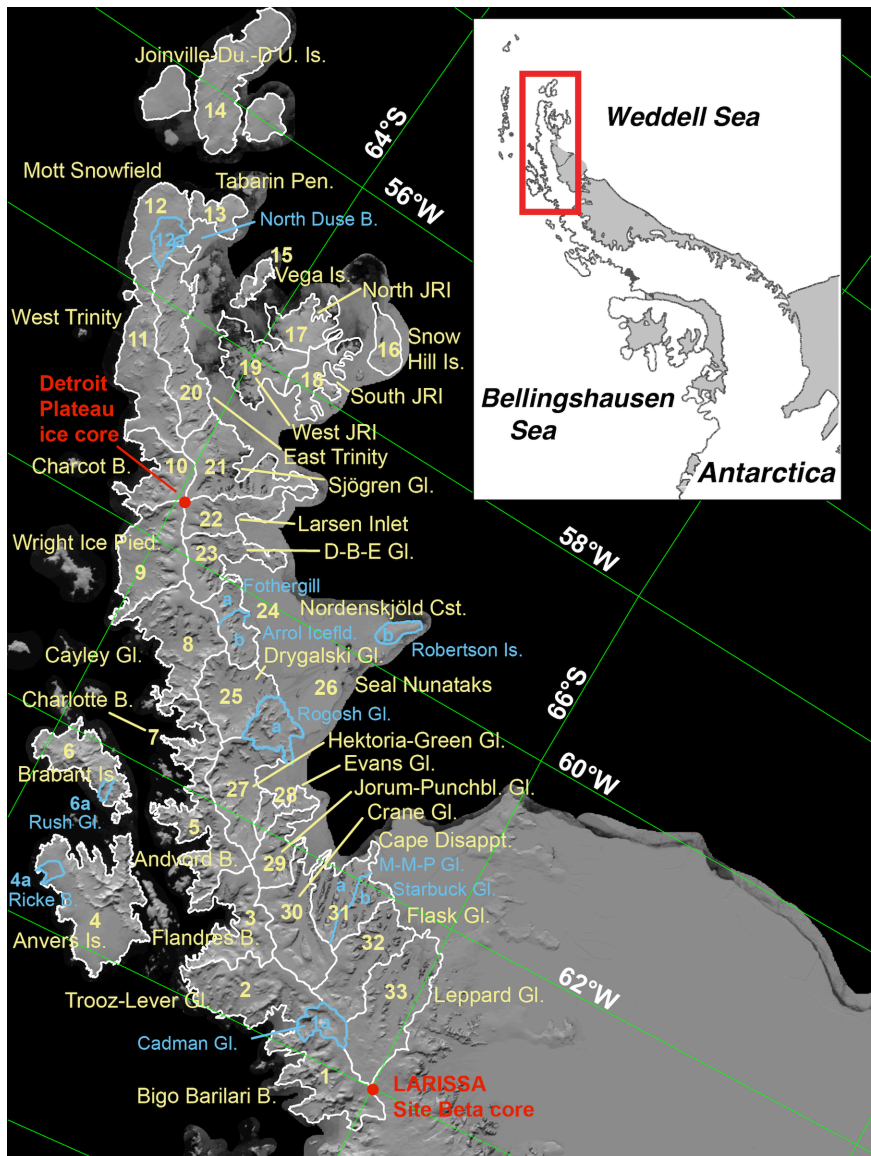 Joinville-Du.-D'U. Is.
14
64°S
Mott Snowfield
Tabarin Pen.
56°W
12
13
North Duse B.
12a
15
Vega Is.
North JRI
West Trinity
11
17
Snow
Hill Is.
16
19
18
South JRI
Detroit
Plateau
ice core
20
West JRI
East Trinity
Charcot B.
10
21
Sjögren Gl.
22
Larsen Inlet
Wright Ice Pied.
23
D-B-E Gl.
9
Fothergill
a
24
Nordenskjöld Cst.
58°W
b
Arrol Icefld.
b
Robertson Is.
8
Cayley Gl.
Drygalski Gl.
25
26
Seal Nunataks
66°S
Charlotte B.
7
Rogosh Gl.
a
6
Hektoria-Green Gl.
Brabant Is.
27
Evans Gl.
60°W
6a
28
Jorum-Punchbl. Gl.
Rush Gl.
5
Crane Gl.
Andvord B.
29
Cape Disappt.
4a
M-M-P Gl.
Ricke B.
a
b
Starbuck Gl.
4
3
30
31
Flask Gl.
Anvers Is.
Flandres B.
32
2
33
62°W
Trooz-Lever Gl.
Leppard Gl.
1a
Cadman Gl.
1
Bigo Barilari B.
LARISSA
Site Beta core
Weddell Sea
Bellingshausen
Sea
Antarctica